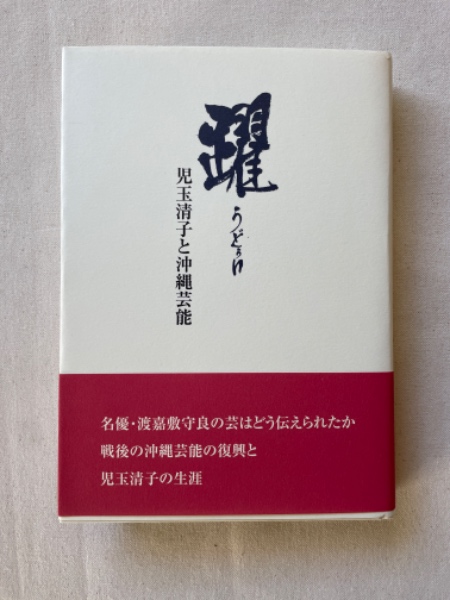 躍
うどぅい
児玉清子と沖縄芸能
名優・渡嘉敷守良の芸はどう伝えられたか
戦後の沖縄芸能の復興と
児玉清子の生涯